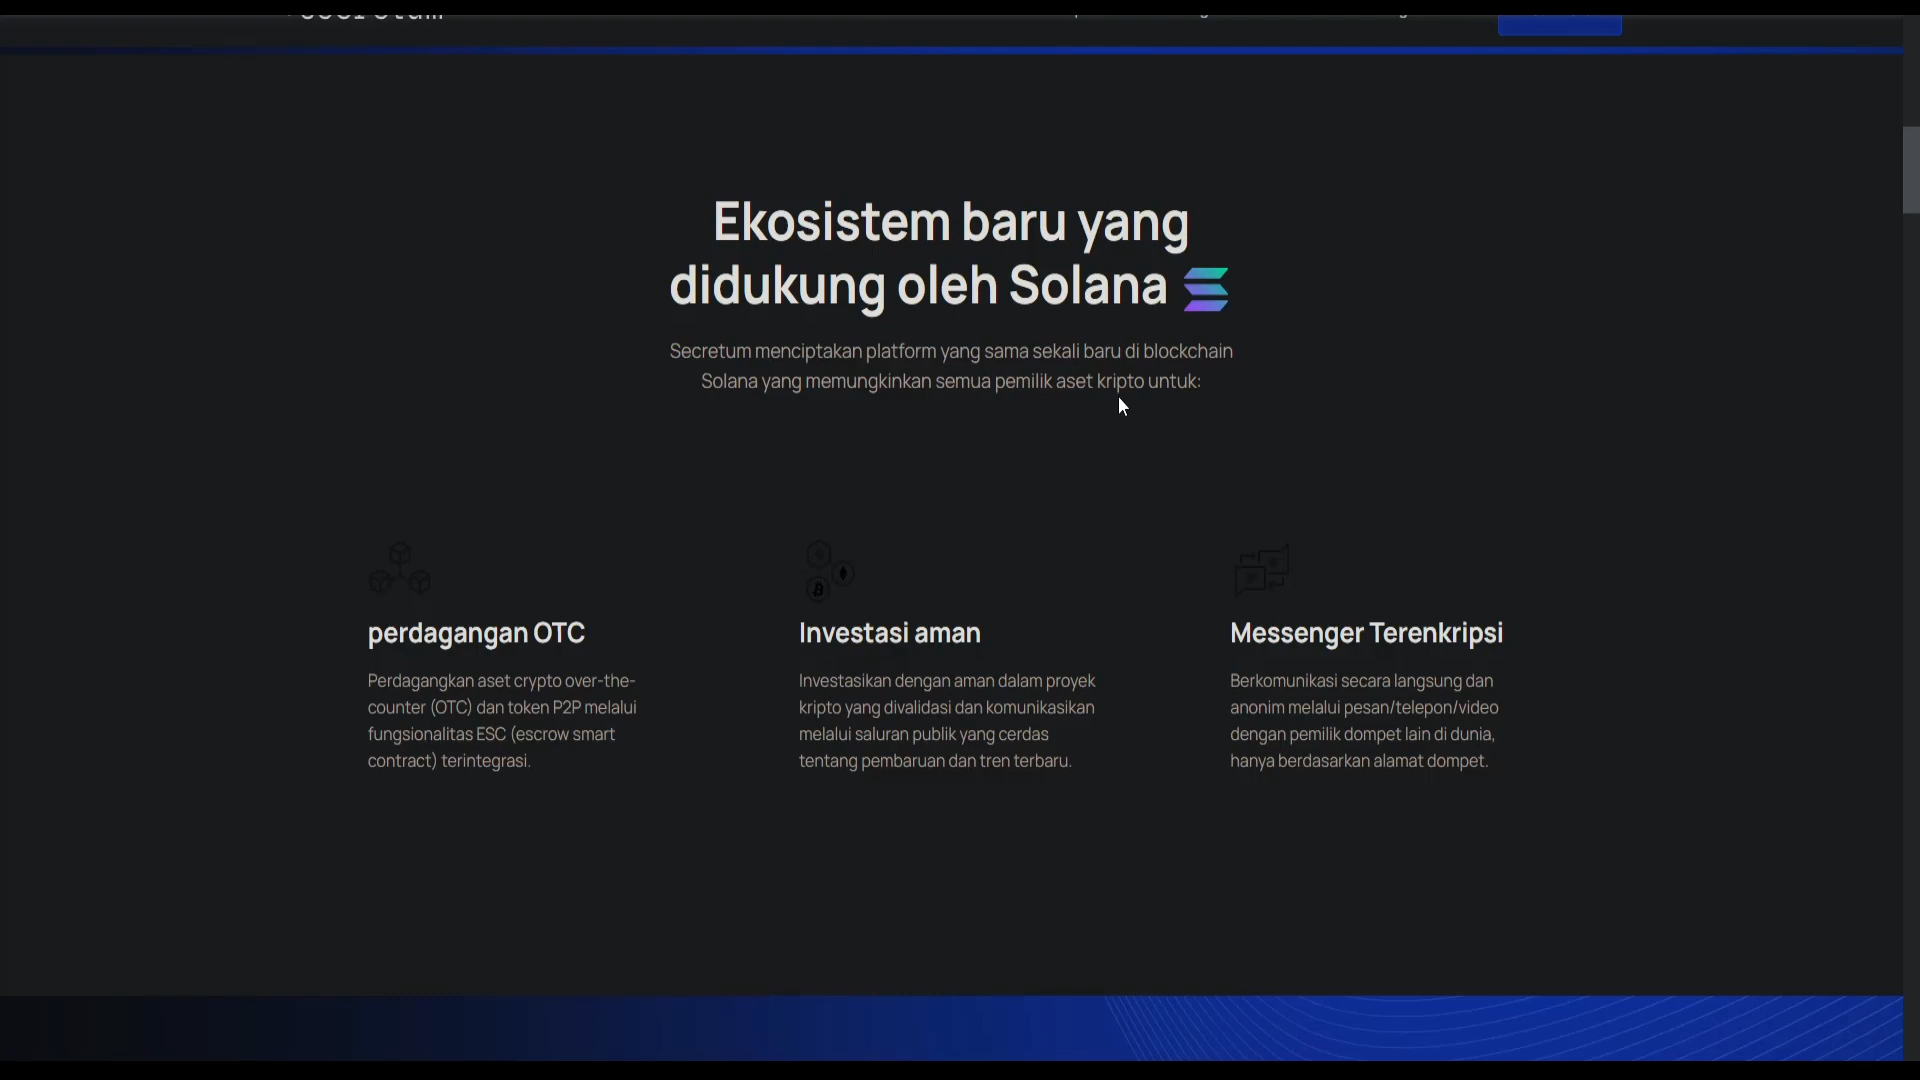 Ekosistem baru yang
didukung oleh Solana
Secretum menciptakan platform yang sama sekali baru di blockchain
Solana yang memungkinkan semua pemilik aset kripto untuk:
perdagangan OTC
Perdagangkan aset crypto over-the-
counter (OTC) dan token P2P melalui
fungsionalitas ESC (escrow smart
contract) terintegrasi.
Investasi aman
Investasikan dengan aman dalam proyek
kripto yang divalidasi dan komunikasikan
melalui saluran publik yang cerdas
tentang pembaruan dan tren terbaru.
Messenger Terenkripsi
Berkomunikasi secara langsung dan
anonim melalui pesan/telepon/video
dengan pemilik dompet lain di dunia,
hanya berdasarkan alamat dompet.